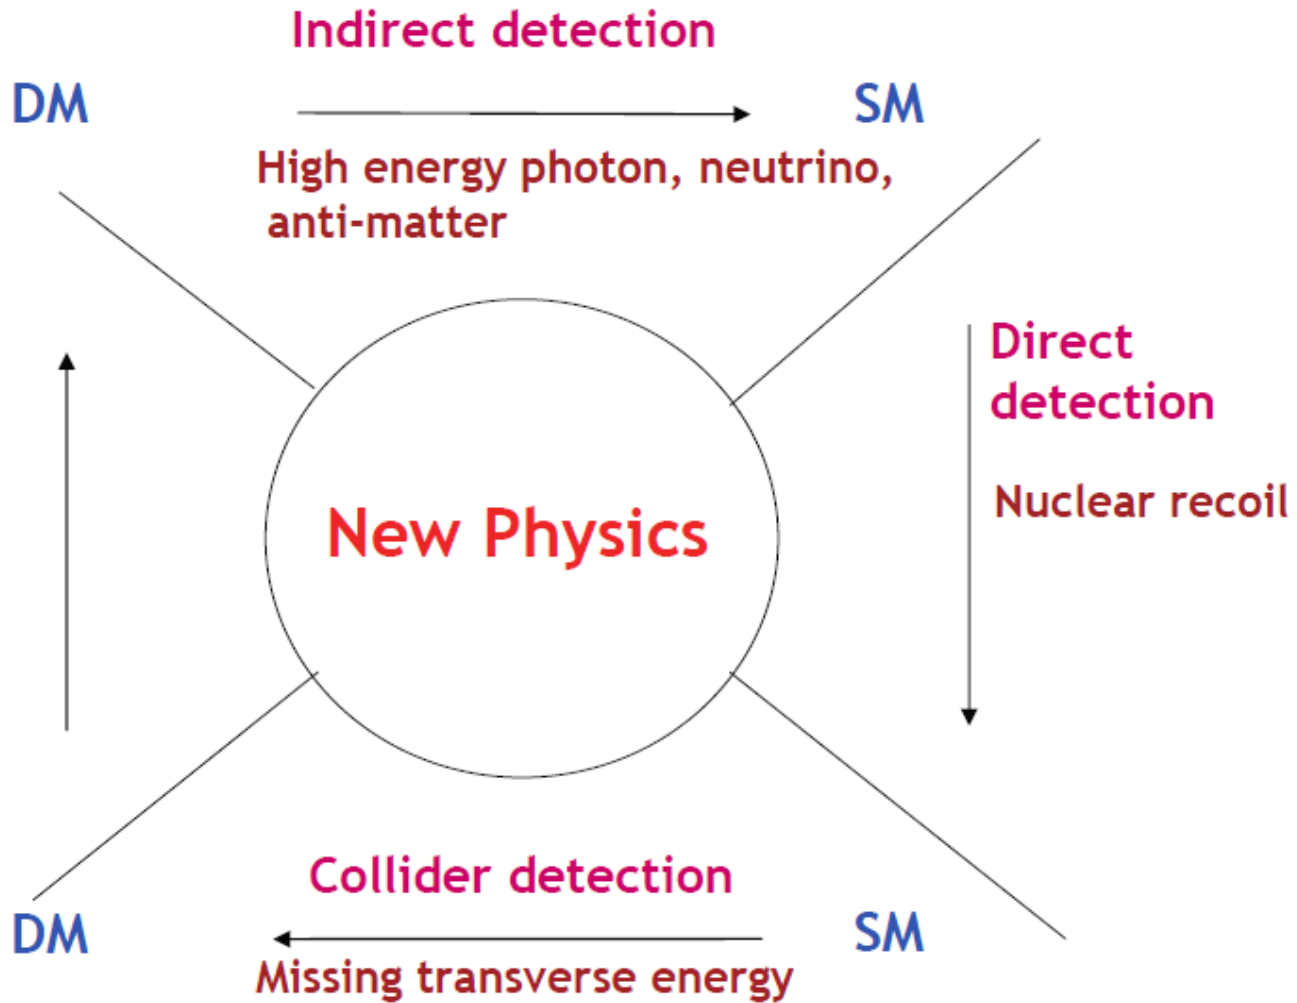 Indirect detection
DM
SM
High energy photon, neutrino,
anti-matter
Direct
detection
Nuclear recoil
New Physics
Collider detection
DM
SM
Missing transverse energy